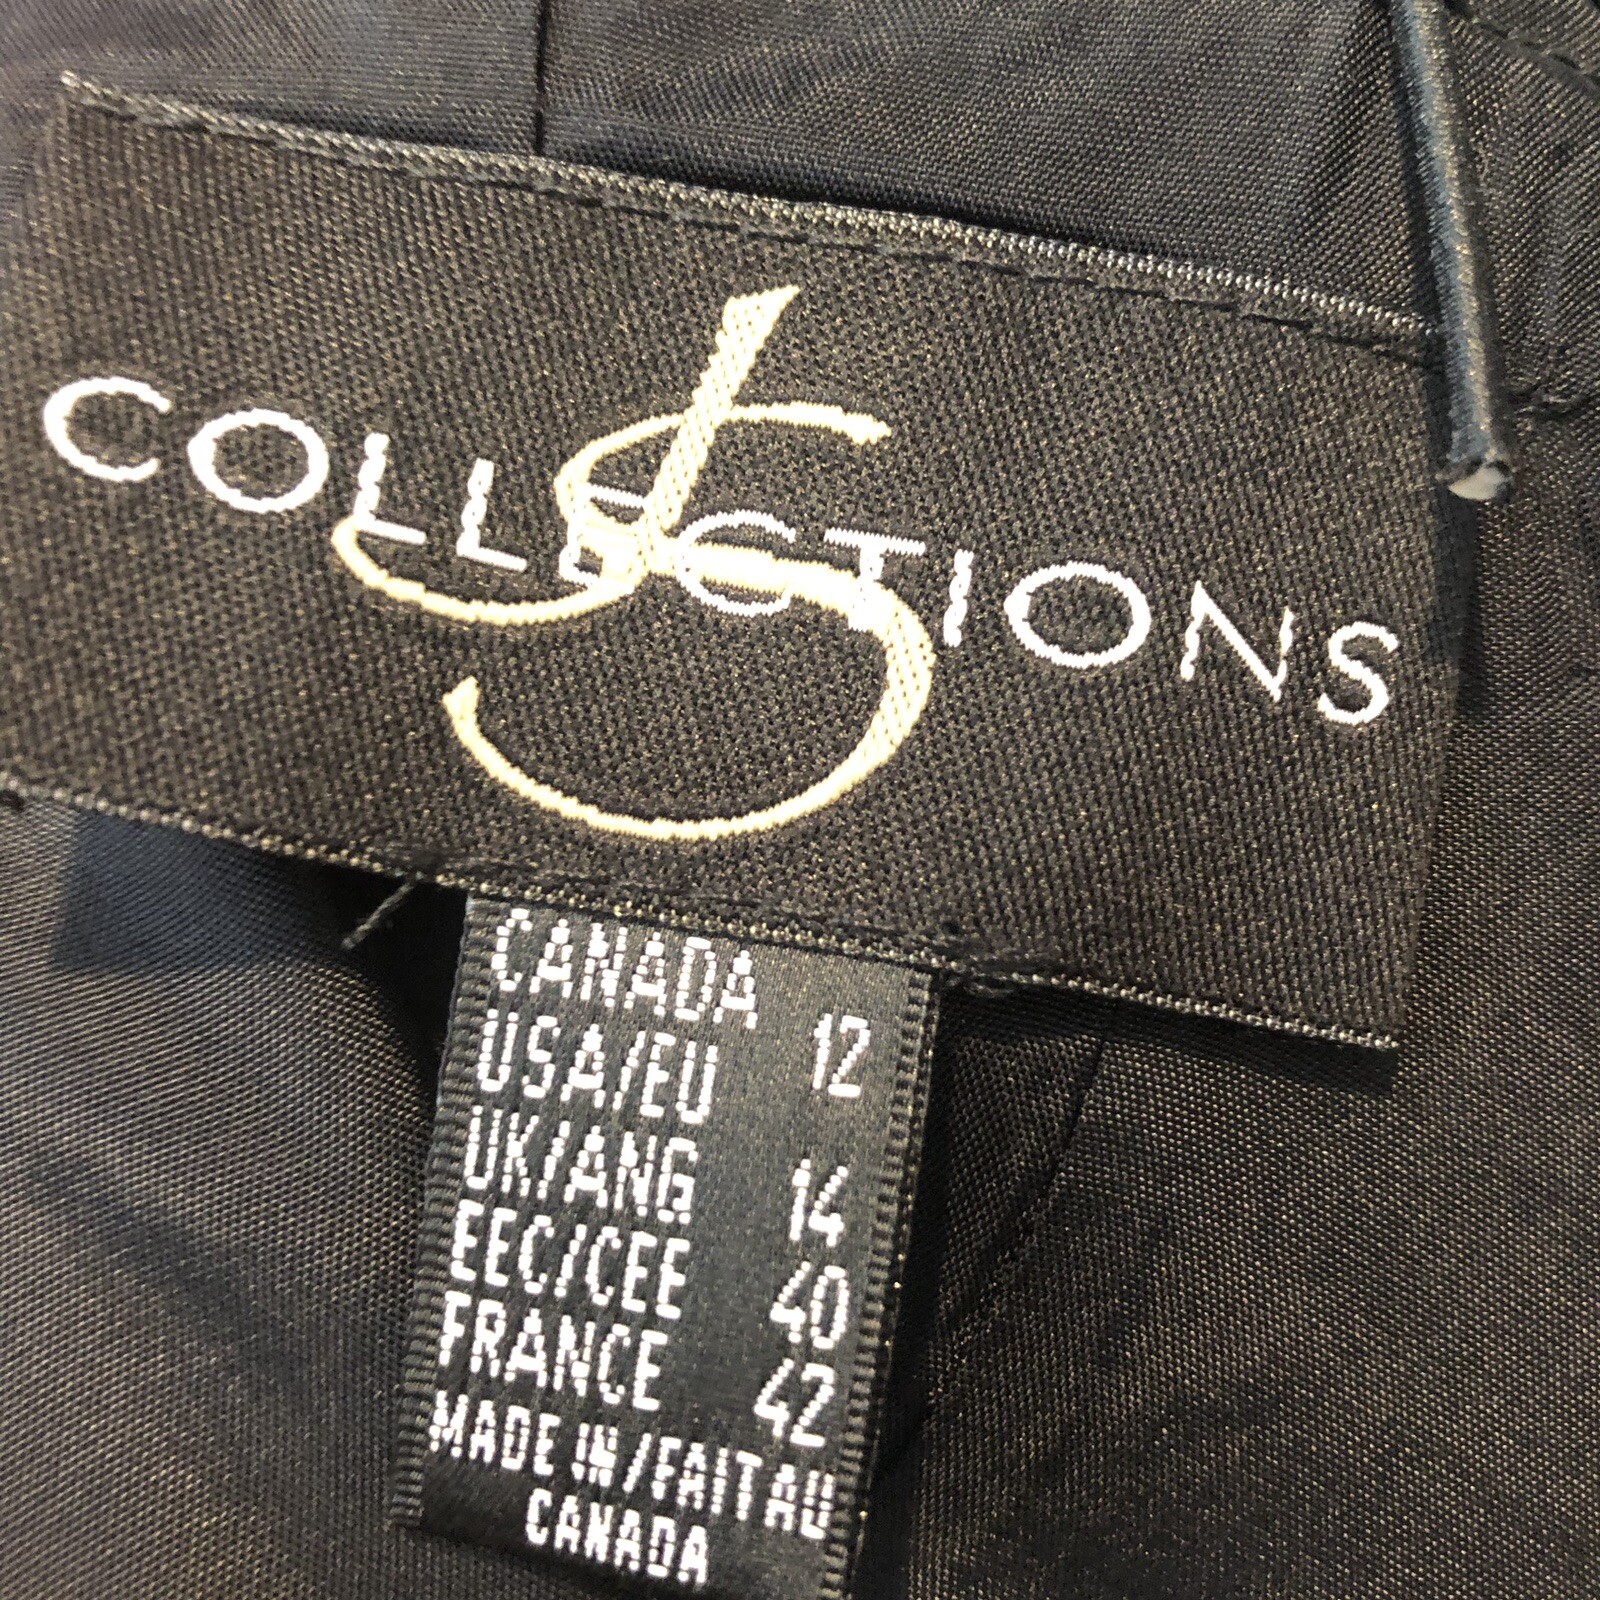 COLLECTIONS
CANADA
USA/EU 12
UK/ANG 14
EEC/CEE 40
FRANCE 42
MADE IN/FAIT AU
CANADA